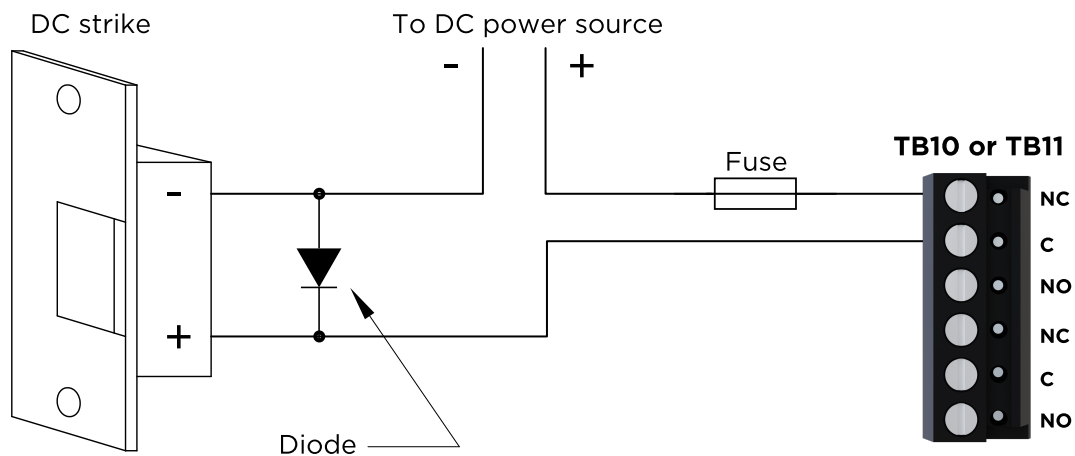 DC strike
To DC power source
-
+
TB10 or TB11
Fuse
-
NC
C
NO
+
NC
C
NO
Diode